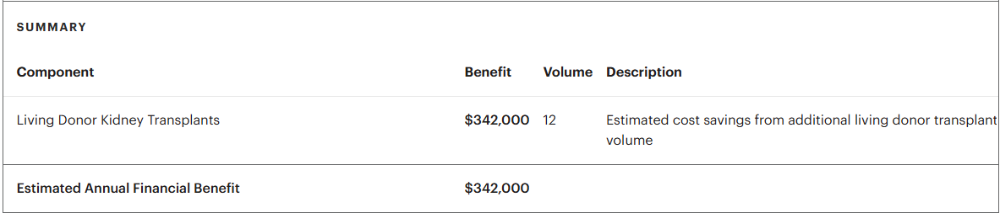 SUMMARY
Component Benefit Volume Description
Living Donor Kidney Transplants $342,000 12 Estimated cost savings from additional living donor transplant
volume
Estimated Annual Financial Benefit $342,000